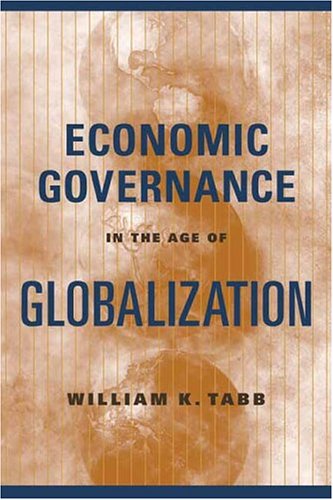 ECONOMIC
GOVERNANCE
IN THE AGE OF
GLOBALIZATION
WILLIAM K. TABB